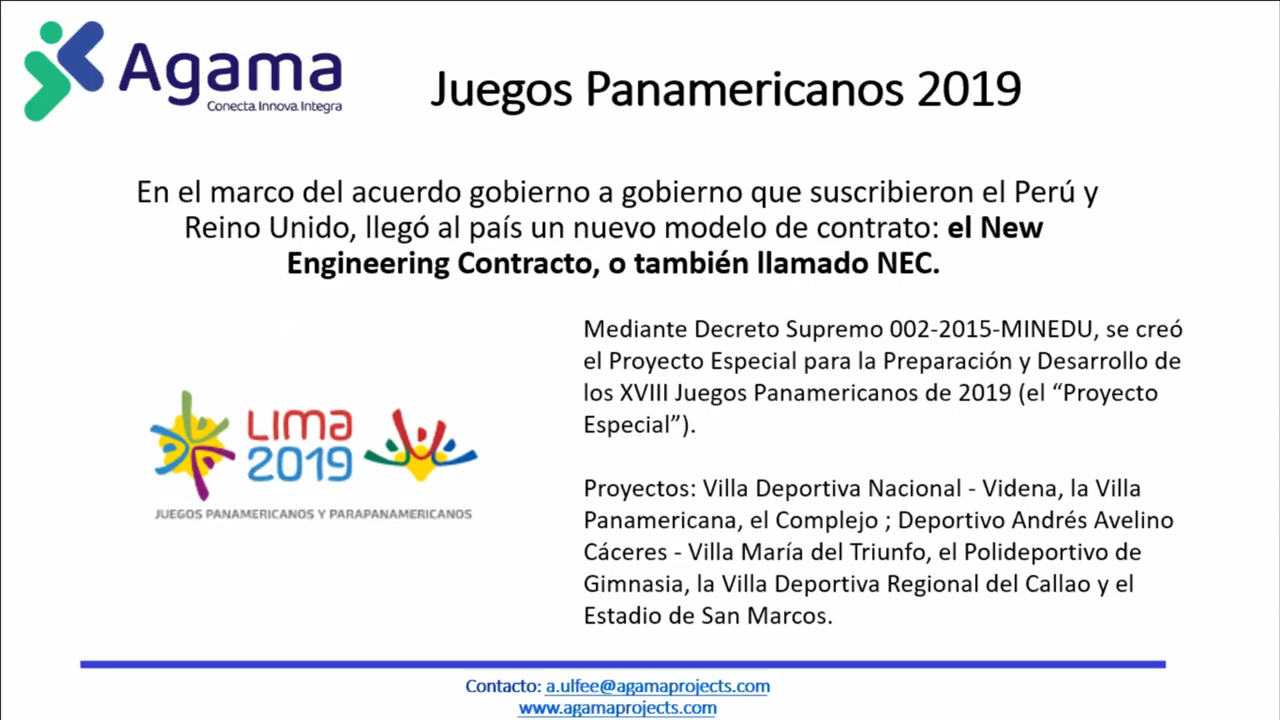 Agama
Conecta Innova Integra
Juegos Panamericanos 2019
En el marco del acuerdo gobierno a gobierno que suscribieron el Perú y
Reino Unido, llegó al país un nuevo modelo de contrato: el New
Engineering Contracto, o también llamado NEC.
Mediante Decreto Supremo 002-2015-MINEDU, se creó
el Proyecto Especial para la Preparación y Desarrollo de
los XVIII Juegos Panamericanos de 2019 (el “Proyecto
Especial”).
LIMA
2019
JUEGOS PANAMERICANOS Y PARAPANAMERICANOS
Proyectos: Villa Deportiva Nacional - Videna, la Villa
Panamericana, el Complejo ; Deportivo Andrés Avelino
Cáceres - Villa María del Triunfo, el Polideportivo de
Gimnasia, la Villa Deportiva Regional del Callao y el
Estadio de San Marcos.
Contacto: a.ulfee@agamaprojects.com
www.agamaprojects.com